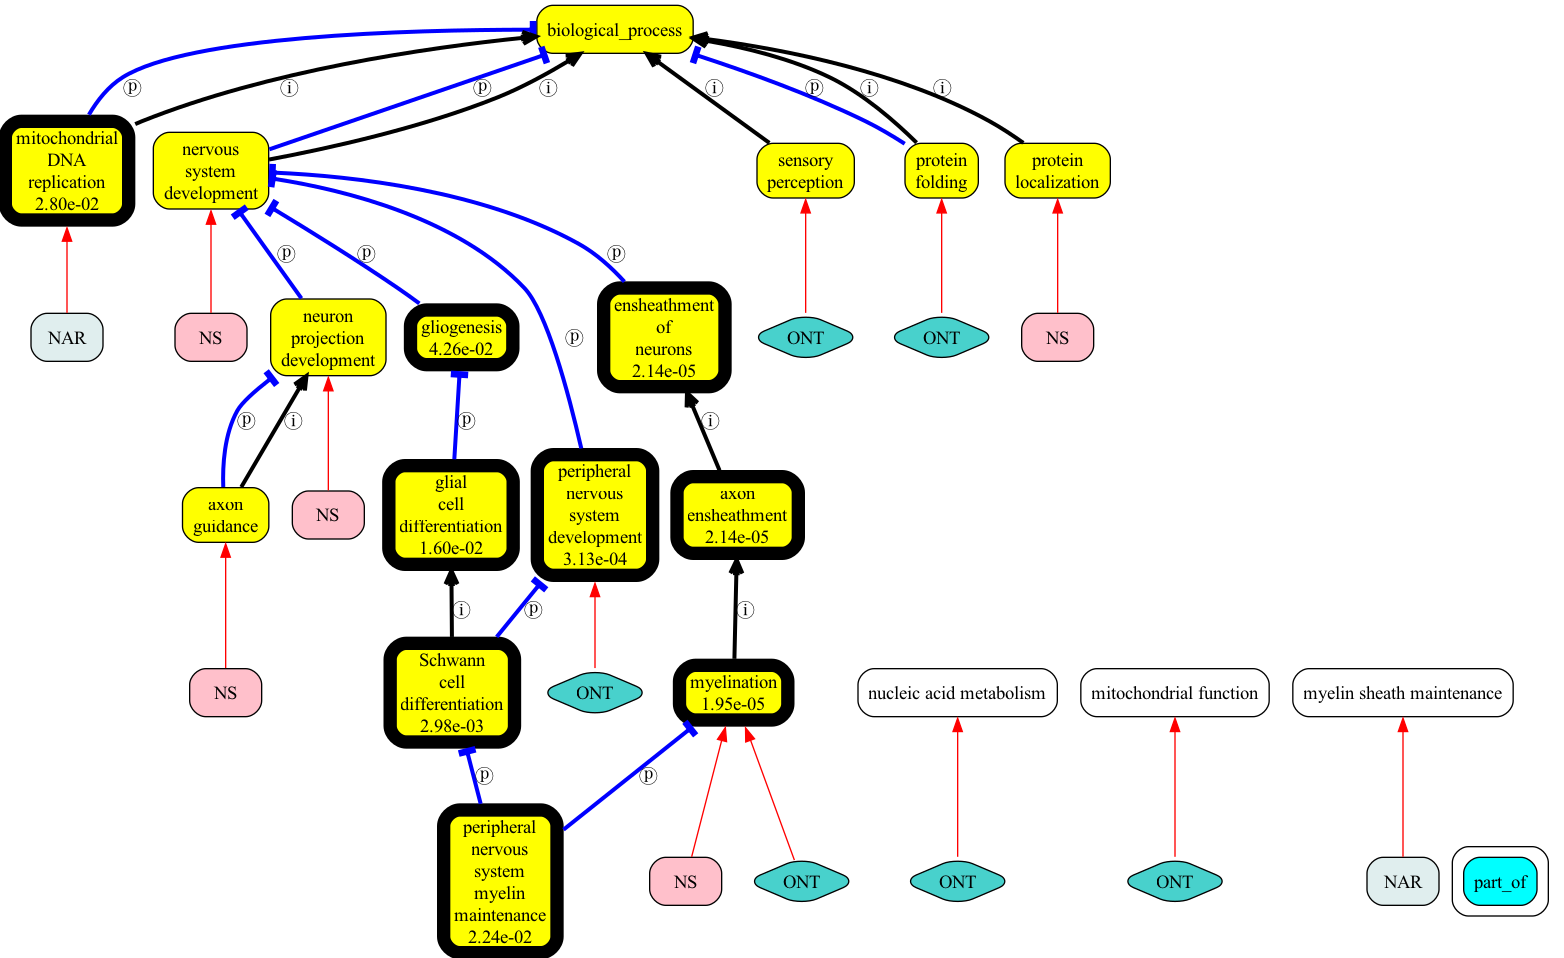 biological_process
p
i
p
i
i
p
i
i
mitochondrial
DNA
replication
2.80e-02
nervous
system
development
sensory
perception
protein
folding
protein
localization
p
p
p
NAR
NS
neuron
projection
development
gliogenesis
4.26e-02
p
ensheathment
of
neurons
2.14e-05
ONT
ONT
NS
p
i
p
i
axon
guidance
NS
glial
cell
differentiation
1.60e-02
peripheral
nervous
system
development
3.13e-04
axon
ensheathment
2.14e-05
i
p
i
NS
Schwann
cell
differentiation
2.98e-03
ONT
myelination
1.95e-05
nucleic acid metabolism
mitochondrial function
myelin sheath maintenance
p
p
peripheral
nervous
system
myelin
maintenance
2.24e-02
NS
ONT
ONT
ONT
NAR
part_of